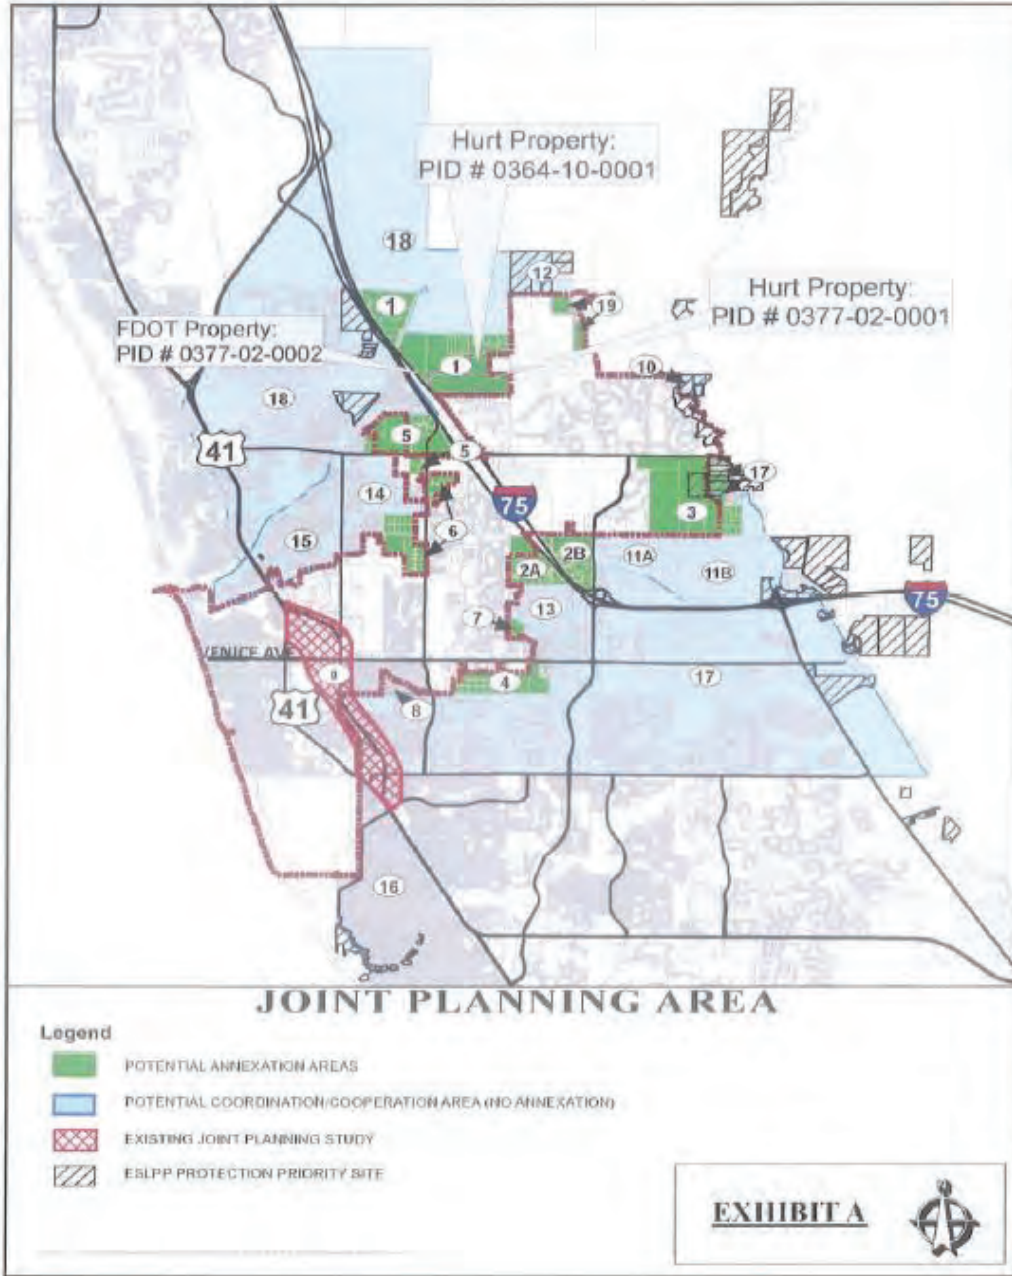 Hurt Property:
PID # 0364-10-0001
18
12
Hurt Property:
PID # 0377-02-0001
19
1
FDOT Property:
PID # 0377-02-0002
1
10
18
5
41
5
17
14
75
3
6
15
2B
11A
2A
11B
75
13
7
VENICE AVE
9
4
17
41
8
16
JOINT PLANNING AREA
Legend
POTENTIAL ANNEXATION AREAS
POTENTIAL COORDINATION/COOPERATION AREA (NO ANNEXATION)
EXISTING JOINT PLANNING STUDY
ESLPP PROTECTION PRIORITY SITE
EXHIBIT A